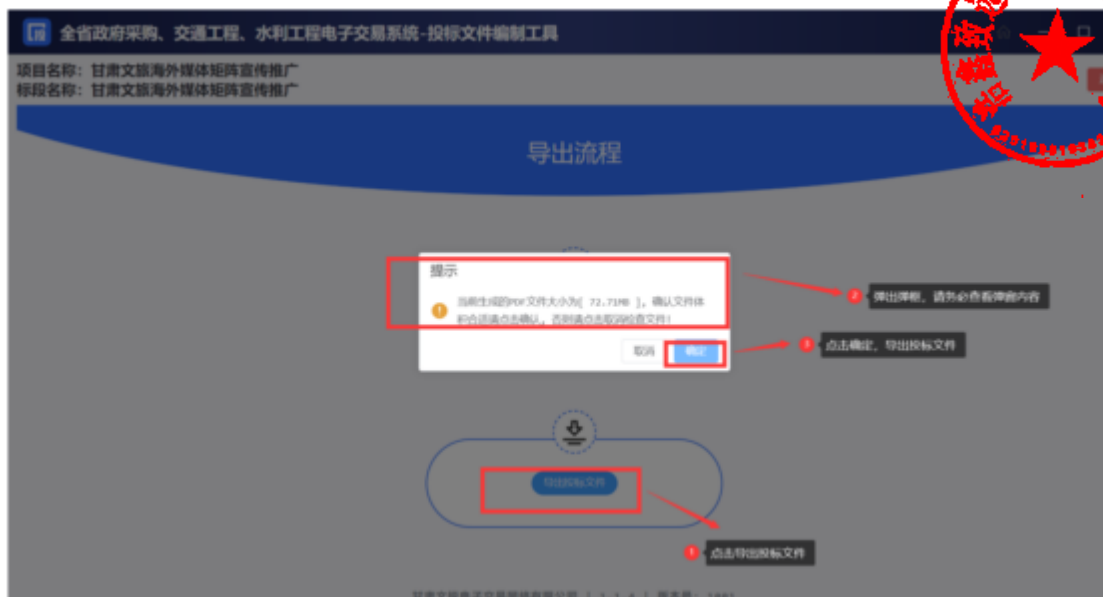 全省政府采购、交通工程、水利工程电子交易系统-投标文件编制工具
项目名称：甘肃文旅海外媒体矩阵宣传推广
标段名称：甘肃文旅海外媒体矩阵宣传推广
导出流程
提示
当前生成的PDF文件大小为[ 72.71MB ]，确认文件体
积合适请点击确认，否则请点击取消检查文件！
取消 确定
2 弹出弹框，请务必查看弹窗内容
3 点击确定，导出投标文件
导出投标文件
1 点击导出投标文件